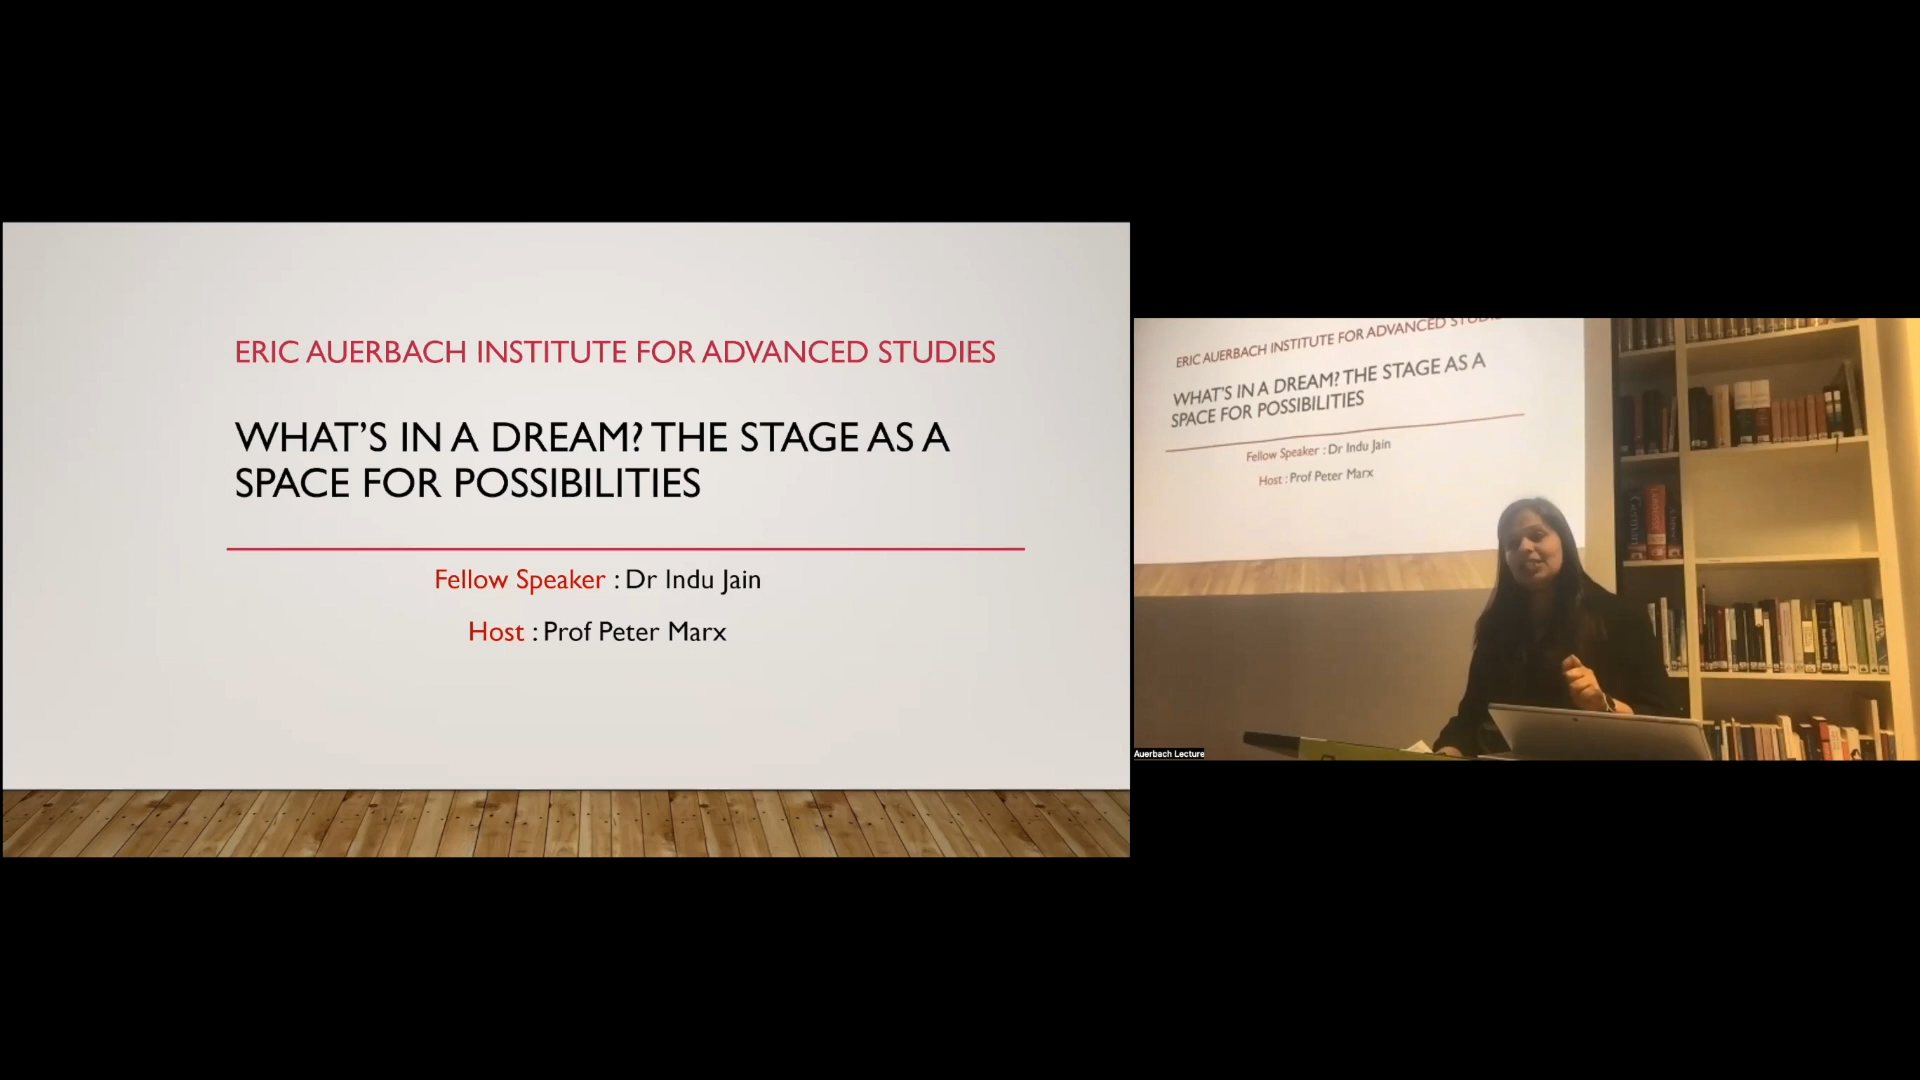 ERIC AUERBACH INSTITUTE FOR ADVANCED STUDIES
WHAT'S IN A DREAM? THE STAGE AS A
SPACE FOR POSSIBILITIES
Fellow Speaker : Dr Indu Jain
Host : Prof Peter Marx
ERIC AUERBACH INSTITUTE FOR ADVANCED
WHAT'S IN A DREAM? THE STAGE AS A
SPACE FOR POSSIBILITIES
Fellow Speaker : Dr Indu Jain
Host : Prof Peter Marx
German
Auerbach Lecture